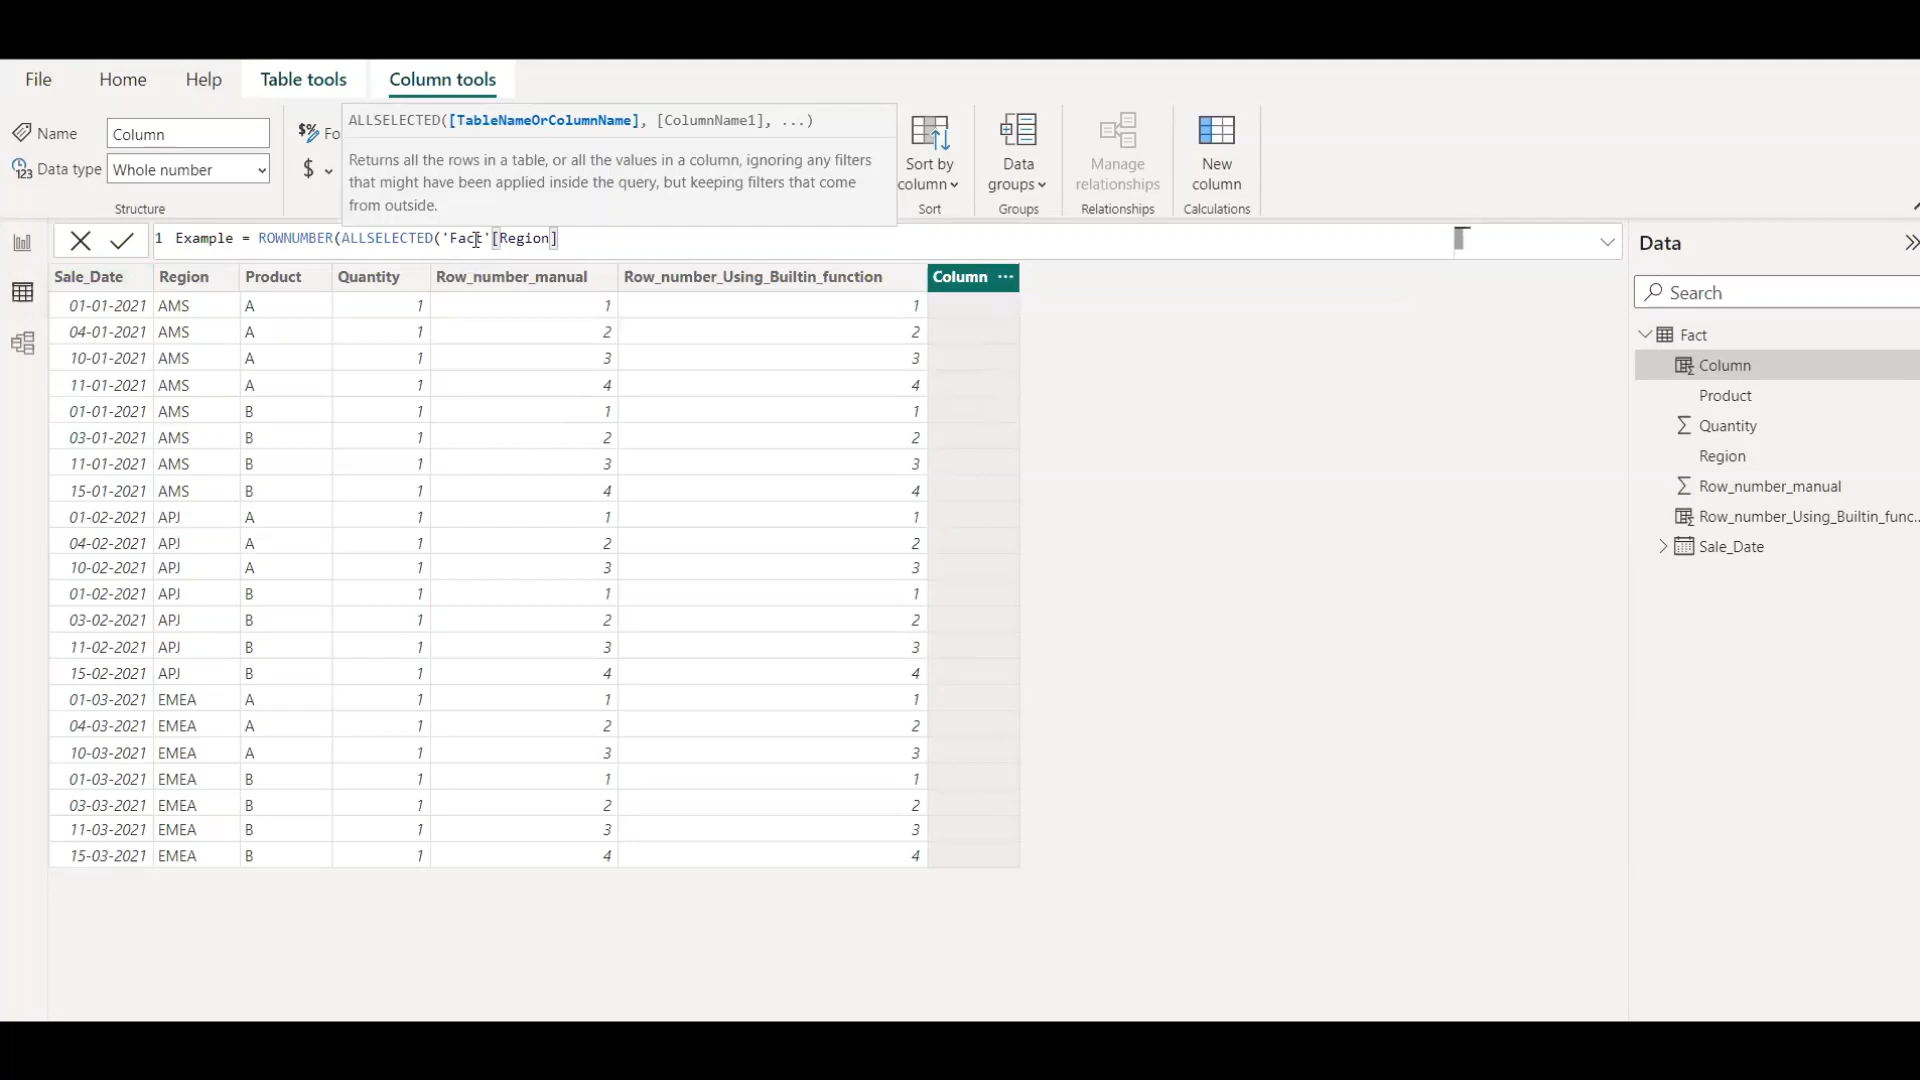 File Home Help Table tools Column tools
Name Column
Data type Whole number
$% Fo
$
Structure
ALLSELECTED([TableNameOrColumnName], [ColumnName1], ...)
Returns all the rows in a table, or all the values in a column, ignoring any filters
that might have been applied inside the query, but keeping filters that come
from outside.
Sort by
column
Sort
Data
groups
Groups
Manage
relationships
Relationships
New
column
Calculations
1 Example = ROWNUMBER(ALLSELECTED('Fact'[Region]
Sale_Date Region Product Quantity Row_number_manual Row_number_Using_Builtin_function Column ...
01-01-2021 AMS A 1 1 1
04-01-2021 AMS A 1 2 2
10-01-2021 AMS A 1 3 3
11-01-2021 AMS A 1 4 4
01-01-2021 AMS B 1 1 1
03-01-2021 AMS B 1 2 2
11-01-2021 AMS B 1 3 3
15-01-2021 AMS B 1 4 4
01-02-2021 APJ A 1 1 1
04-02-2021 APJ A 1 2 2
10-02-2021 APJ A 1 3 3
01-02-2021 APJ B 1 1 1
03-02-2021 APJ B 1 2 2
11-02-2021 APJ B 1 3 3
15-02-2021 APJ B 1 4 4
01-03-2021 EMEA A 1 1 1
04-03-2021 EMEA A 1 2 2
10-03-2021 EMEA A 1 3 3
01-03-2021 EMEA B 1 1 1
03-03-2021 EMEA B 1 2 2
11-03-2021 EMEA B 1 3 3
15-03-2021 EMEA B 1 4 4
Data
Search
Fact
Column
Product
Quantity
Region
Row_number_manual
Row_number_Using_Builtin_func...
Sale_Date